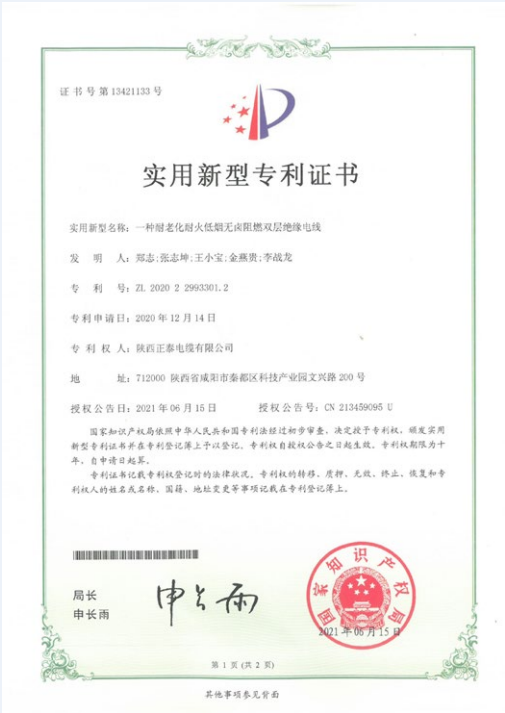 证书号第13421133号
实用新型专利证书
实用新型名称：一种耐老化耐火低烟无卤阻燃双层绝缘电线
发明人：郑志;张志坤;王小宝;金燕贵;李战龙
专利号：ZL 2020 2 2993301.2
专利申请日：2020年12月14日
专利权人：陕西正泰电缆有限公司
地址：712000 陕西省咸阳市秦都区科技产业园文兴路200号
授权公告日：2021年06月15日 授权公告号：CN 213459095 U
国家知识产权局依照中华人民共和国专利法经过初步审查，决定授予专利权，颁发实用
新型专利证书并在专利登记簿上予以登记。专利权自授权公告之日起生效。专利权期限为十
年，自申请日起算。
专利证书记载专利权登记时的法律状况。专利权的转移、质押、无效、终止、恢复和专
利权人的姓名或名称、国籍、地址变更等事项记载在专利登记簿上。
局长
申长雨
申长雨
国家知识产权局
2021年06月15日
第1页(共2页)
其他事项参见背面